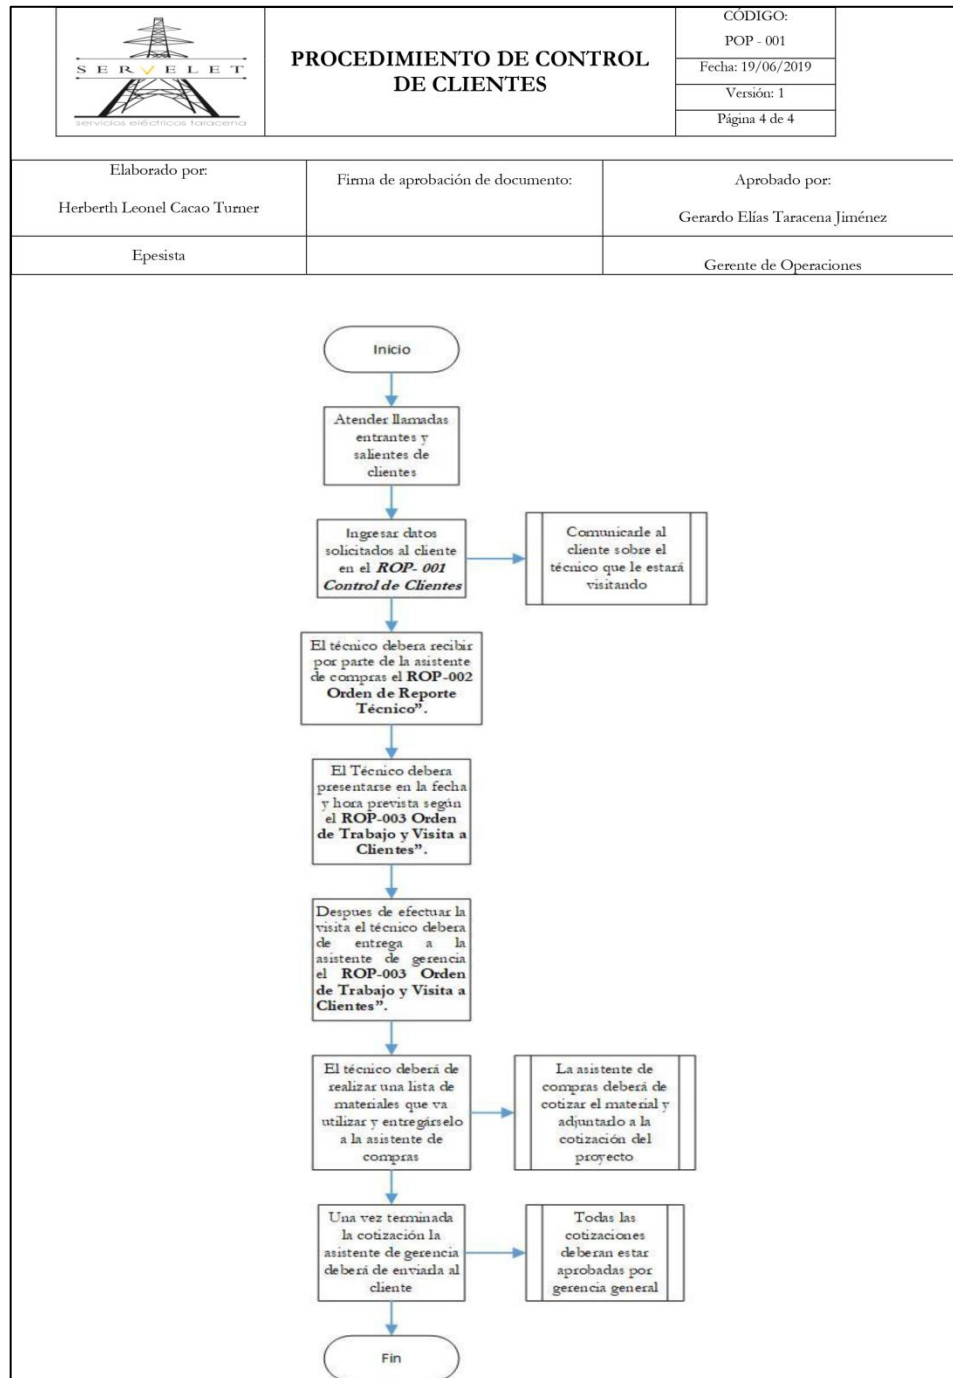 SERVELET
servicios eléctricos taracena
PROCEDIMIENTO DE CONTROL
DE CLIENTES
CÓDIGO:
POP - 001
Fecha: 19/06/2019
Versión: 1
Página 4 de 4
Elaborado por:
Herberth Leonel Cacao Turner
Firma de aprobación de documento:
Aprobado por:
Gerardo Elías Taracena Jiménez
Epesista
Gerente de Operaciones
Inicio
Atender llamadas
entrantes y
salientes de
clientes
Ingresar datos
solicitados al cliente
en el ROP- 001
Control de Clientes
Comunicarle al
cliente sobre el
técnico que le estará
visitando
El técnico debera recibir
por parte de la asistente
de compras el ROP-002
Orden de Reporte
Técnico”.
El Técnico debera
presentarse en la fecha
y hora prevista según
el ROP-003 Orden
de Trabajo y Visita a
Clientes”.
Despues de efectuar la
visita el técnico debera
de entrega a la
asistente de gerencia
el ROP-003 Orden
de Trabajo y Visita a
Clientes”.
El técnico deberá de
realizar una lista de
materiales que va
utilizar y entregárselo
a la asistente de
compras
La asistente de
compras deberá de
cotizar el material y
adjuntarlo a la
cotización del
proyecto
Una vez terminada
la cotización la
asistente de gerencia
deberá de enviarla al
cliente
Todas las
cotizaciones
deberan estar
aprobadas por
gerencia general
Fin